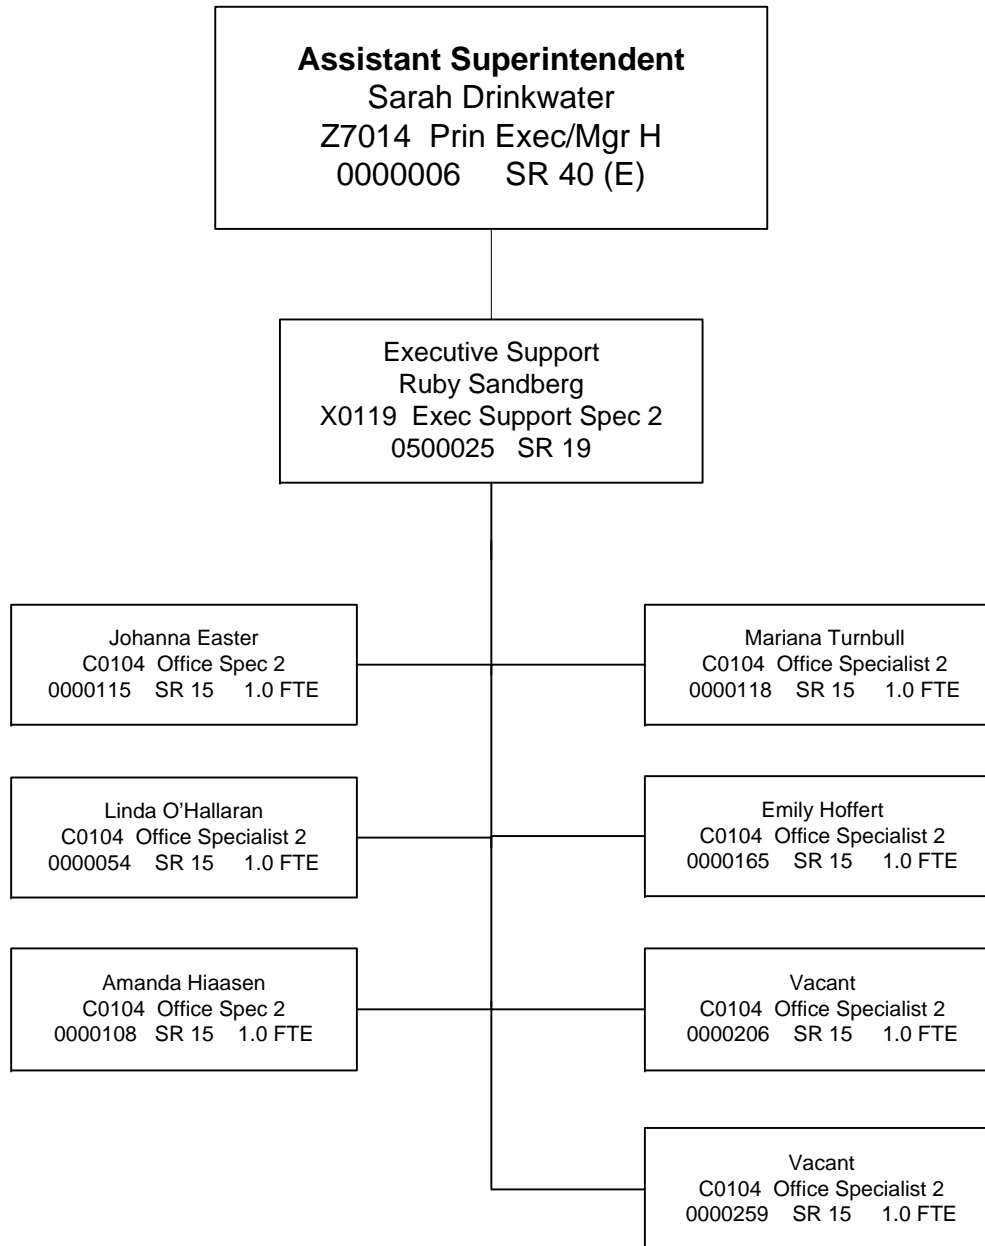 Assistant Superintendent
Sarah Drinkwater
Z7014 Prin Exec/Mgr H
0000006 SR 40 (E)
Executive Support
Ruby Sandberg
X0119 Exec Support Spec 2
0500025 SR 19
Johanna Easter
C0104 Office Spec 2
0000115 SR 15 1.0 FTE
Mariana Turnbull
C0104 Office Specialist 2
0000118 SR 15 1.0 FTE
Linda O’Hallaran
C0104 Office Specialist 2
0000054 SR 15 1.0 FTE
Emily Hoffert
C0104 Office Specialist 2
0000165 SR 15 1.0 FTE
Amanda Hiaasen
C0104 Office Spec 2
0000108 SR 15 1.0 FTE
Vacant
C0104 Office Specialist 2
0000206 SR 15 1.0 FTE
Vacant
C0104 Office Specialist 2
0000259 SR 15 1.0 FTE